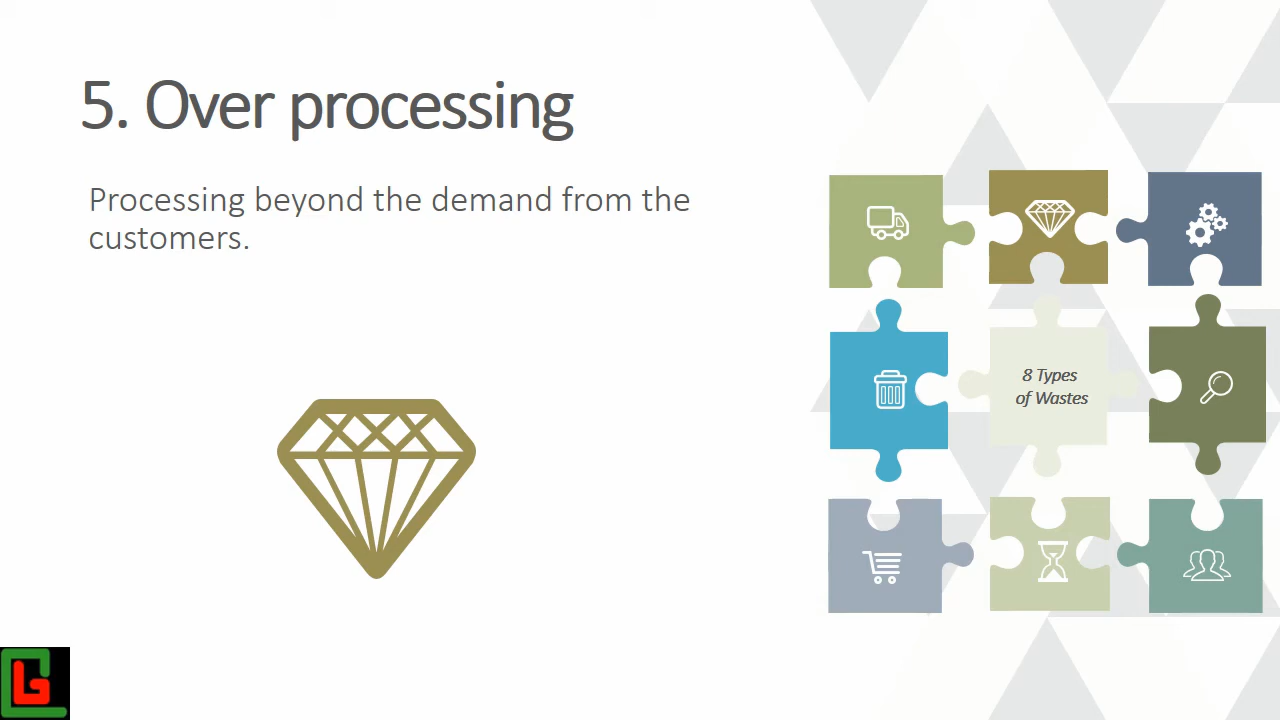 5. Over processing
Processing beyond the demand from the
customers.
8 Types
of Wastes